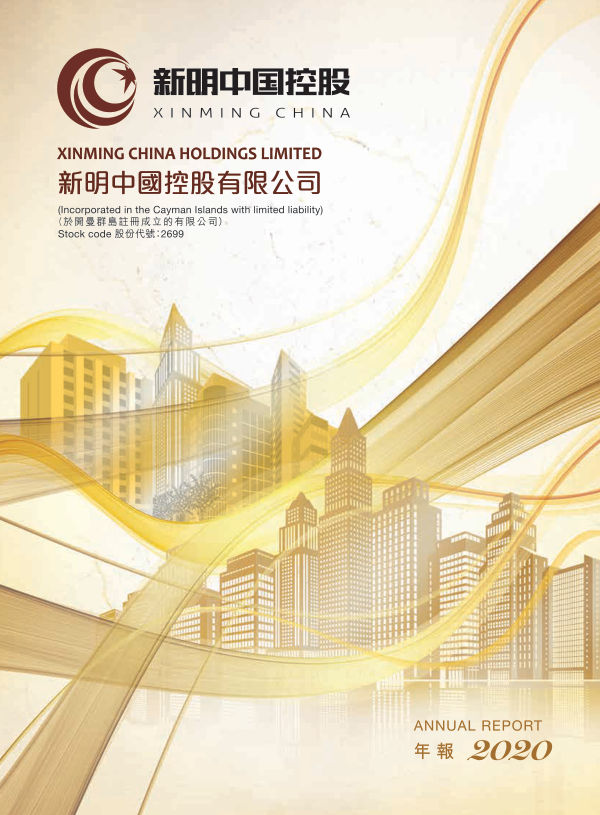 新明中国控股
XINMING CHINA
XINMING CHINA HOLDINGS LIMITED
新明中國控股有限公司
(Incorporated in the Cayman Islands with limited liability)
（於開曼群島註冊成立的有限公司）
Stock code 股份代號：2699
ANNUAL REPORT
年報 2020